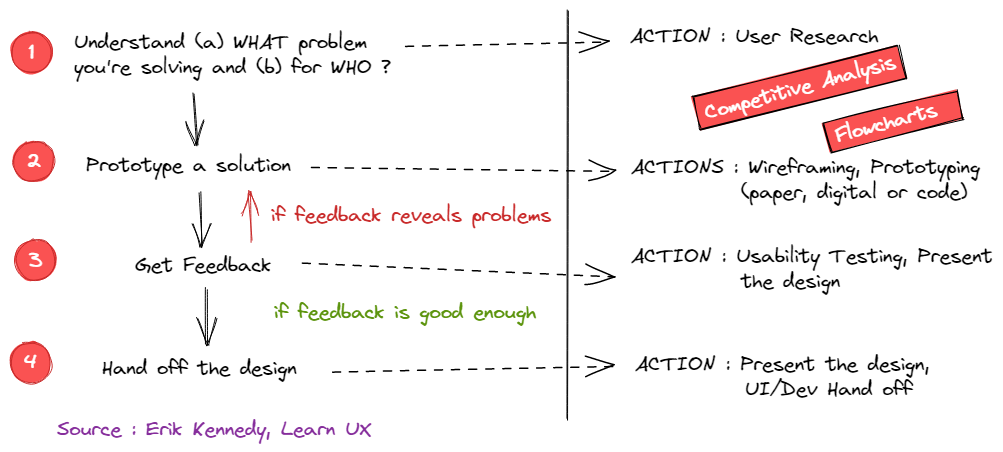 1
Understand (a) WHAT problem
you're solving and (b) for WHO ?
ACTION : User Research
Competitive Analysis
Flowcharts
2
Prototype a solution
ACTIONS : Wireframing, Prototyping
(paper, digital or code)
if feedback reveals problems
3
Get Feedback
ACTION : Usability Testing, Present
the design
if feedback is good enough
4
Hand off the design
ACTION : Present the design,
UI/Dev Hand off
Source : Erik Kennedy, Learn UX